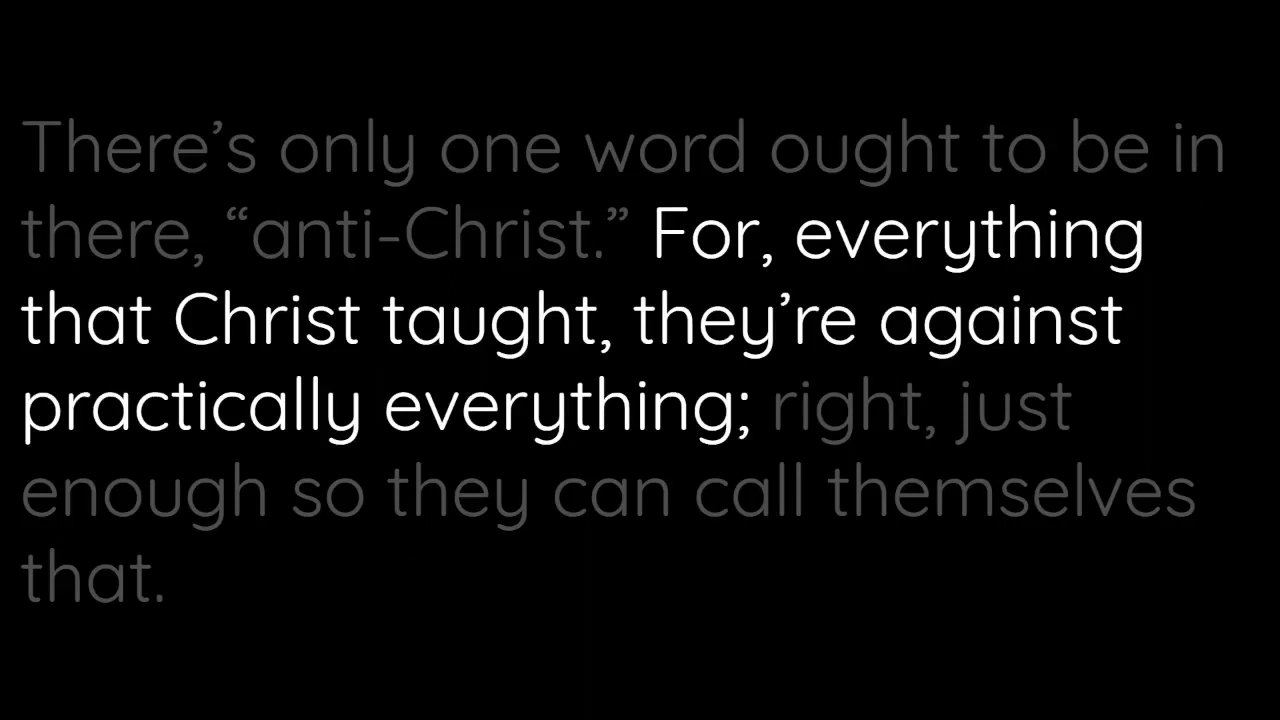 There’s only one word ought to be in
there, “anti-Christ.” For, everything
that Christ taught, they’re against
practically everything; right, just
enough so they can call themselves
that.